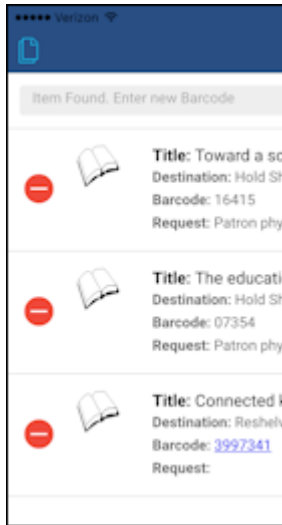 Verizon
Item Found. Enter new Barcode
Title: Toward a sc
Destination: Hold Sh
Barcode: 16415
Request: Patron phy
Title: The educati
Destination: Hold Sh
Barcode: 07354
Request: Patron phy
Title: Connected
Destination: Reshelv
Barcode: 3997341
Request: